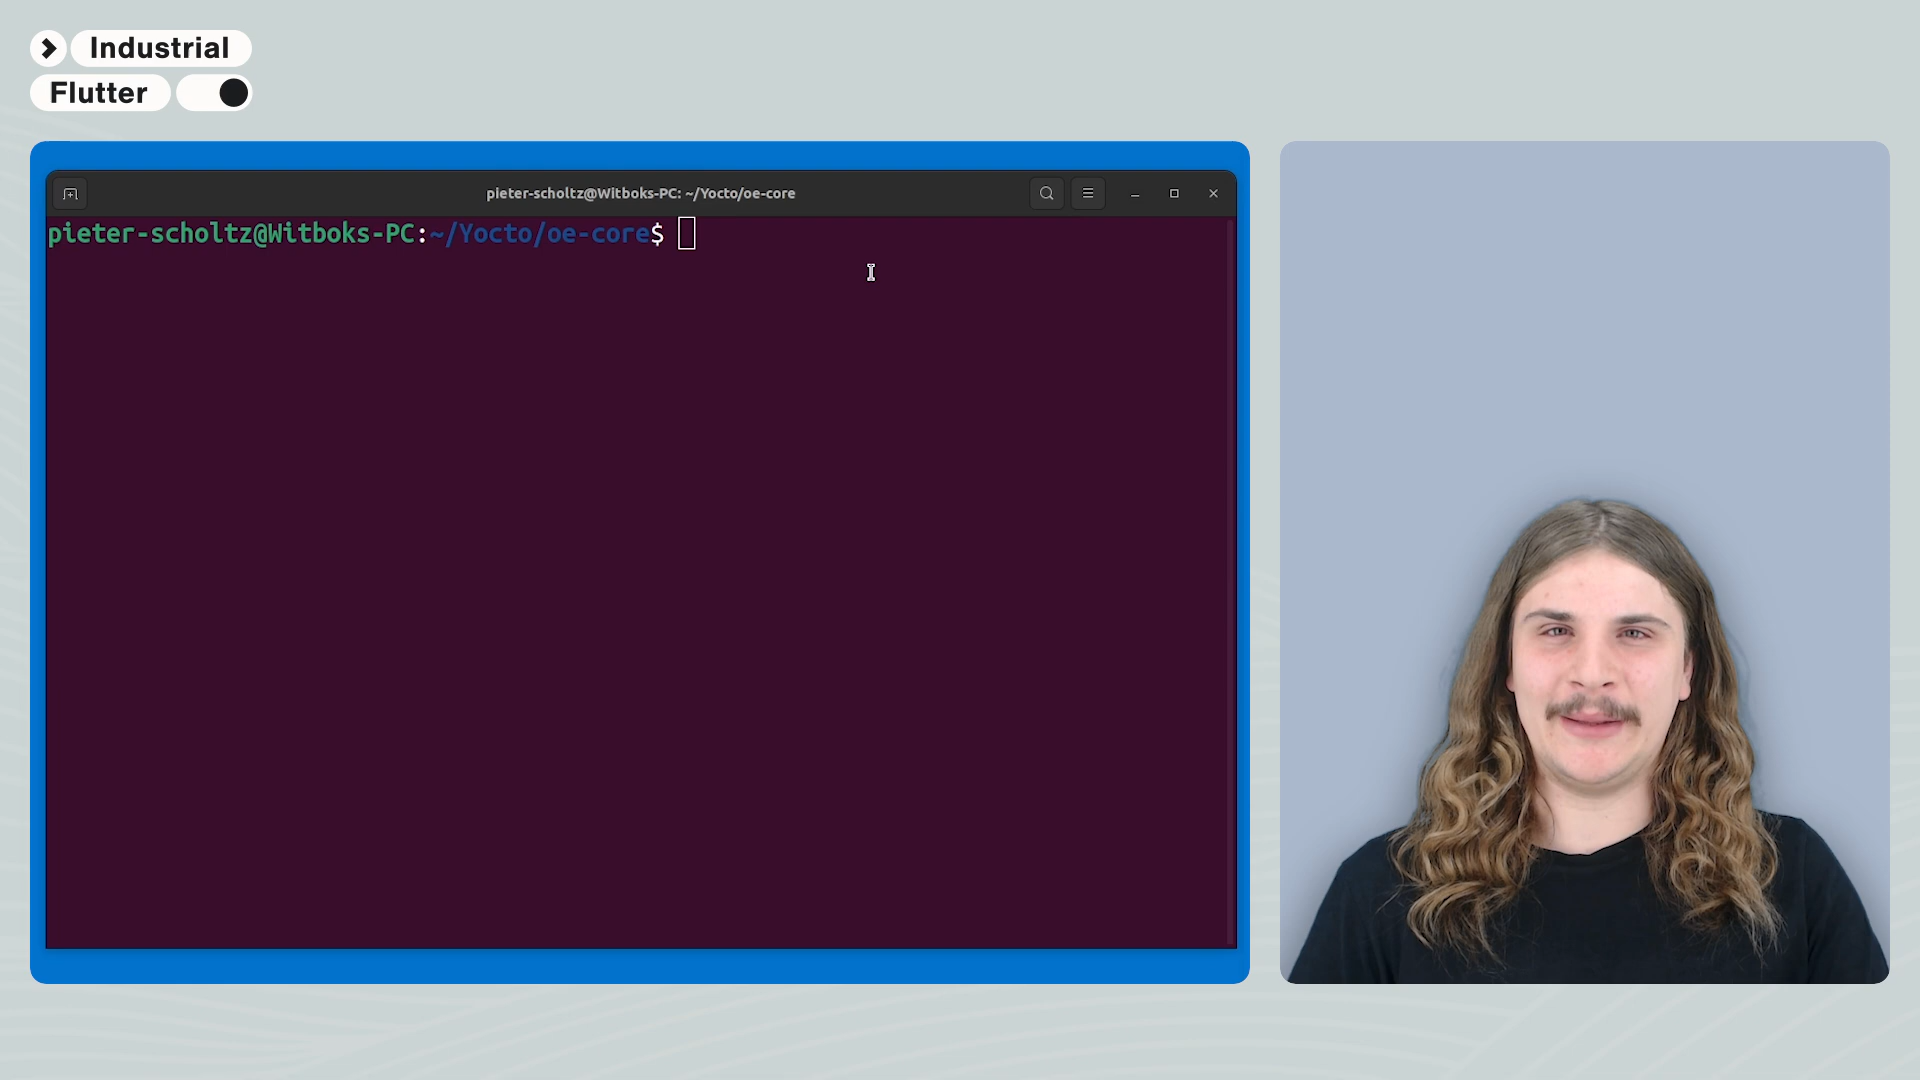 Industrial
Flutter
pieter-scholtz@Witboks-PC: ~/Yocto/oe-core
pieter-scholtz@Witboks-PC:~/Yocto/oe-core$